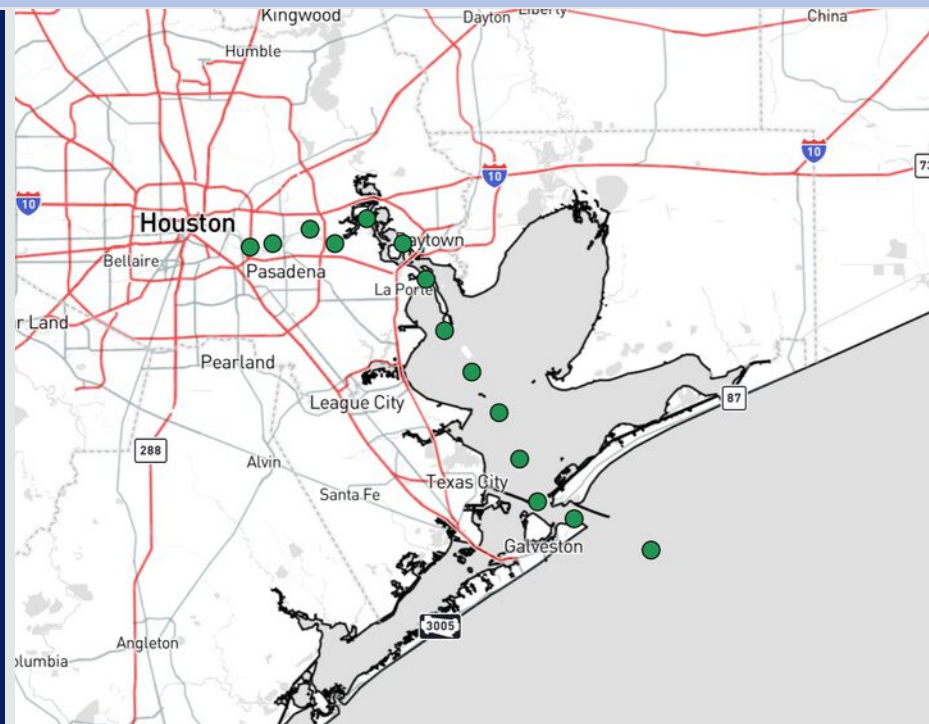 Kingwood
Dayton
Liberty
China
Humble
10
10
73
10
Houston
Baytown
Bellaire
Pasadena
La Porte
r Land
Pearland
87
League City
288
Alvin
Texas City
Santa Fe
Galveston
3005
Angleton
olumbia